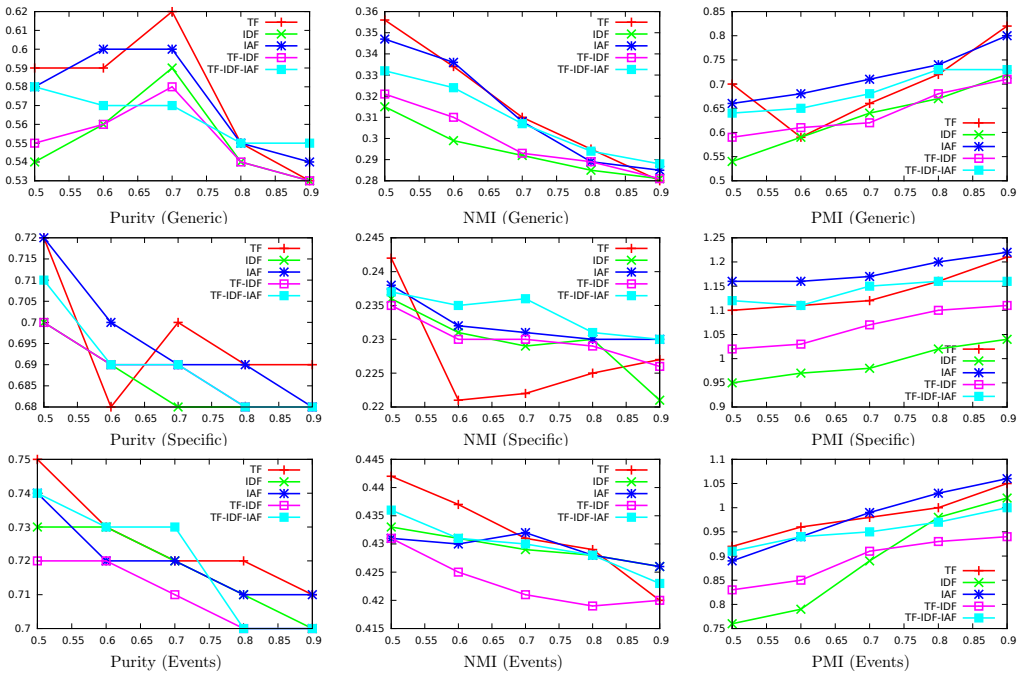 0.62
0.61
0.6
0.59
0.58
0.57
0.56
0.55
0.54
0.53
0.5 0.55 0.6 0.65 0.7 0.75 0.8 0.85 0.9
TF
IDF
IAF
TF-IDF
TF-IDF-IAF
Purity (Generic)
0.36
0.35
0.34
0.33
0.32
0.31
0.3
0.29
0.28
0.5 0.55 0.6 0.65 0.7 0.75 0.8 0.85 0.9
TF
IDF
IAF
TF-IDF
TF-IDF-IAF
NMI (Generic)
0.85
0.8
0.75
0.7
0.65
0.6
0.55
0.5
0.5 0.55 0.6 0.65 0.7 0.75 0.8 0.85 0.9
TF
IDF
IAF
TF-IDF
TF-IDF-IAF
PMI (Generic)
0.72
0.715
0.71
0.705
0.7
0.695
0.69
0.685
0.68
0.5 0.55 0.6 0.65 0.7 0.75 0.8 0.85 0.9
TF
IDF
IAF
TF-IDF
TF-IDF-IAF
Purity (Specific)
0.245
0.24
0.235
0.23
0.225
0.22
0.5 0.55 0.6 0.65 0.7 0.75 0.8 0.85 0.9
TF
IDF
IAF
TF-IDF
TF-IDF-IAF
NMI (Specific)
1.25
1.2
1.15
1.1
1.05
1
0.95
0.9
0.5 0.55 0.6 0.65 0.7 0.75 0.8 0.85 0.9
TF
IDF
IAF
TF-IDF
TF-IDF-IAF
PMI (Specific)
0.75
0.74
0.73
0.72
0.71
0.7
0.5 0.55 0.6 0.65 0.7 0.75 0.8 0.85 0.9
TF
IDF
IAF
TF-IDF
TF-IDF-IAF
Purity (Events)
0.445
0.44
0.435
0.43
0.425
0.42
0.415
0.5 0.55 0.6 0.65 0.7 0.75 0.8 0.85 0.9
TF
IDF
IAF
TF-IDF
TF-IDF-IAF
NMI (Events)
1.1
1.05
1
0.95
0.9
0.85
0.8
0.75
0.5 0.55 0.6 0.65 0.7 0.75 0.8 0.85 0.9
TF
IDF
IAF
TF-IDF
TF-IDF-IAF
PMI (Events)